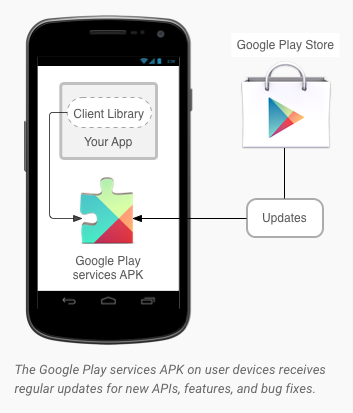 Google Play Store
Client Library
Your App
Updates
Google Play
services APK
The Google Play services APK on user devices receives
regular updates for new APIs, features, and bug fixes.